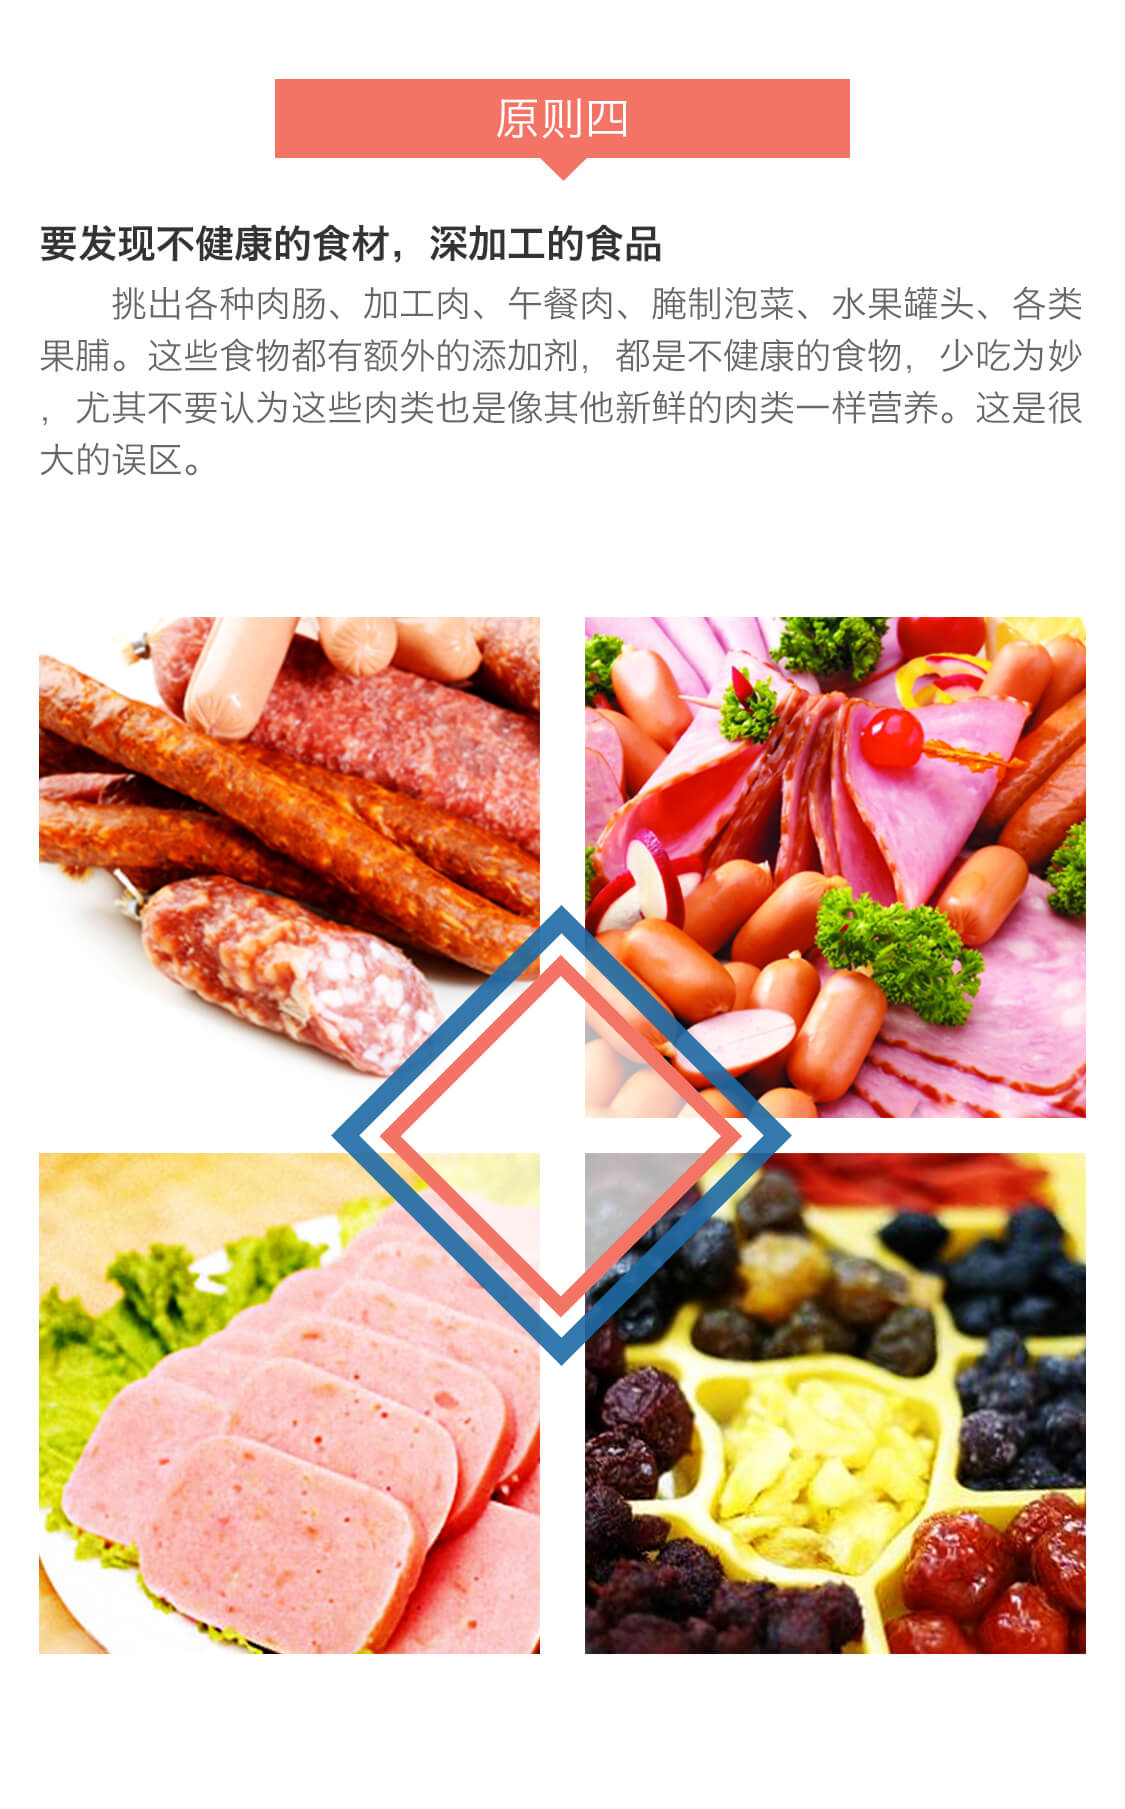 原则四
要发现不健康的食材，深加工的食品
挑出各种肉肠、加工肉、午餐肉、腌制泡菜、水果罐头、各类
果脯。这些食物都有额外的添加剂，都是不健康的食物，少吃为妙
，尤其不要认为这些肉类也是像其他新鲜的肉类一样营养。这是很
大的误区。